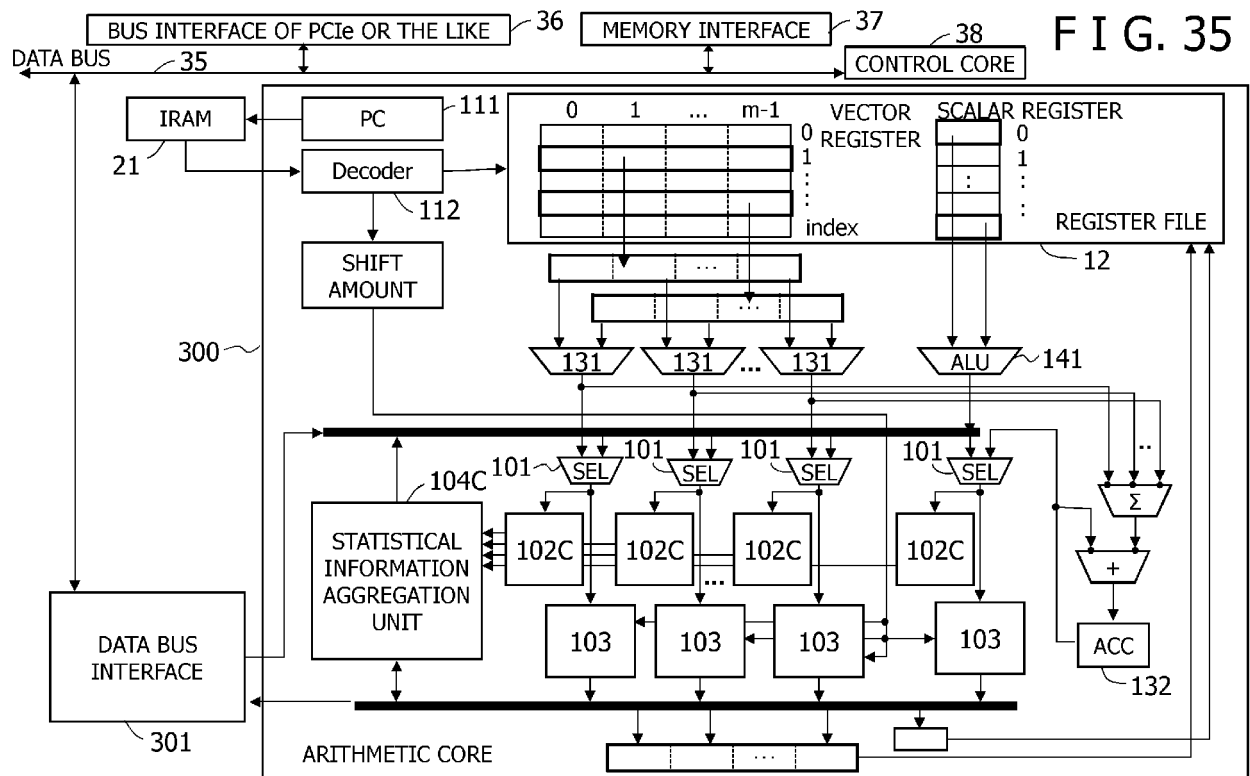 FIG. 35
BUS INTERFACE OF PCIe OR THE LIKE
36
MEMORY INTERFACE
37
38
CONTROL CORE
DATA BUS
35
IRAM
21
PC
111
Decoder
112
SHIFT
AMOUNT
300
0 1 ... m-1
VECTOR
REGISTER
0
1
:
:
index
SCALAR REGISTER
0
1
:
:
:
REGISTER FILE
12
...
...
131 131 ... 131
ALU
141
101 SEL
101 SEL
101 SEL
101 SEL
..
Σ
+
ACC
132
104C
STATISTICAL
INFORMATION
AGGREGATION
UNIT
102C 102C 102C 102C
...
103 103 103 103
DATA BUS
INTERFACE
301
ARITHMETIC CORE
...